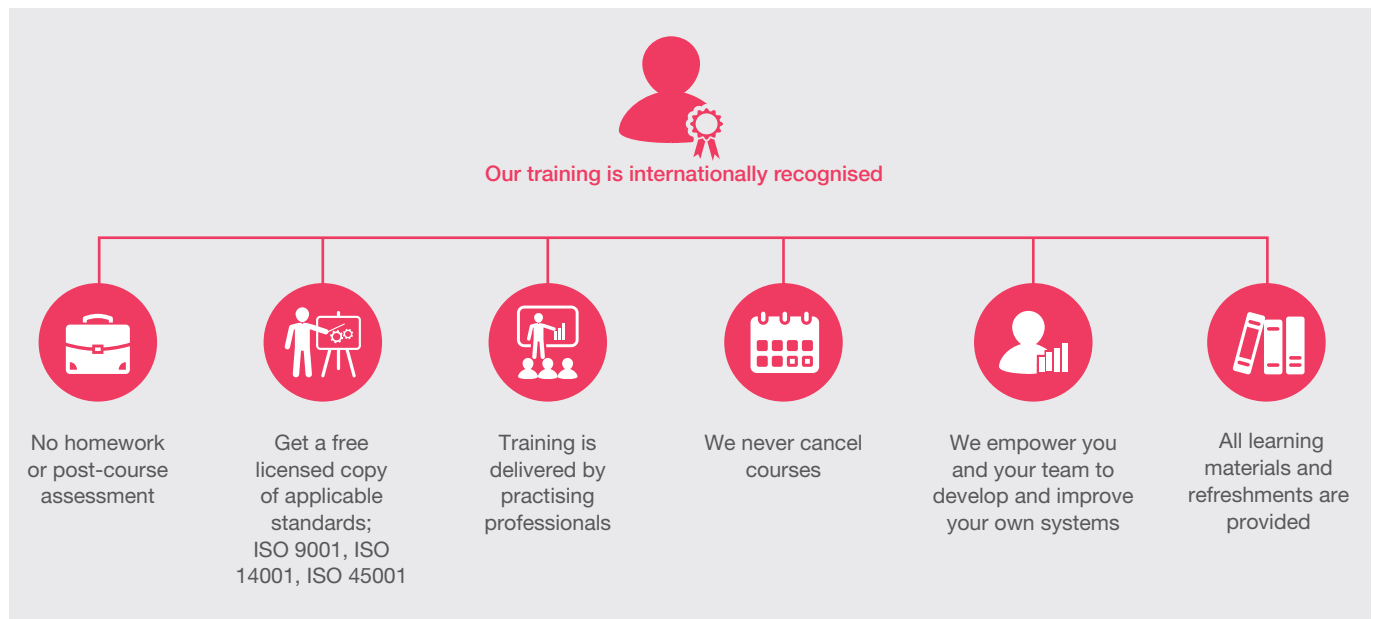 Our training is internationally recognised
No homework
or post-course
assessment
Get a free
licensed copy
of applicable
standards;
ISO 9001, ISO
14001, ISO 45001
Training is
delivered by
practising
professionals
We never cancel
courses
We empower you
and your team to
develop and improve
your own systems
All learning
materials and
refreshments are
provided